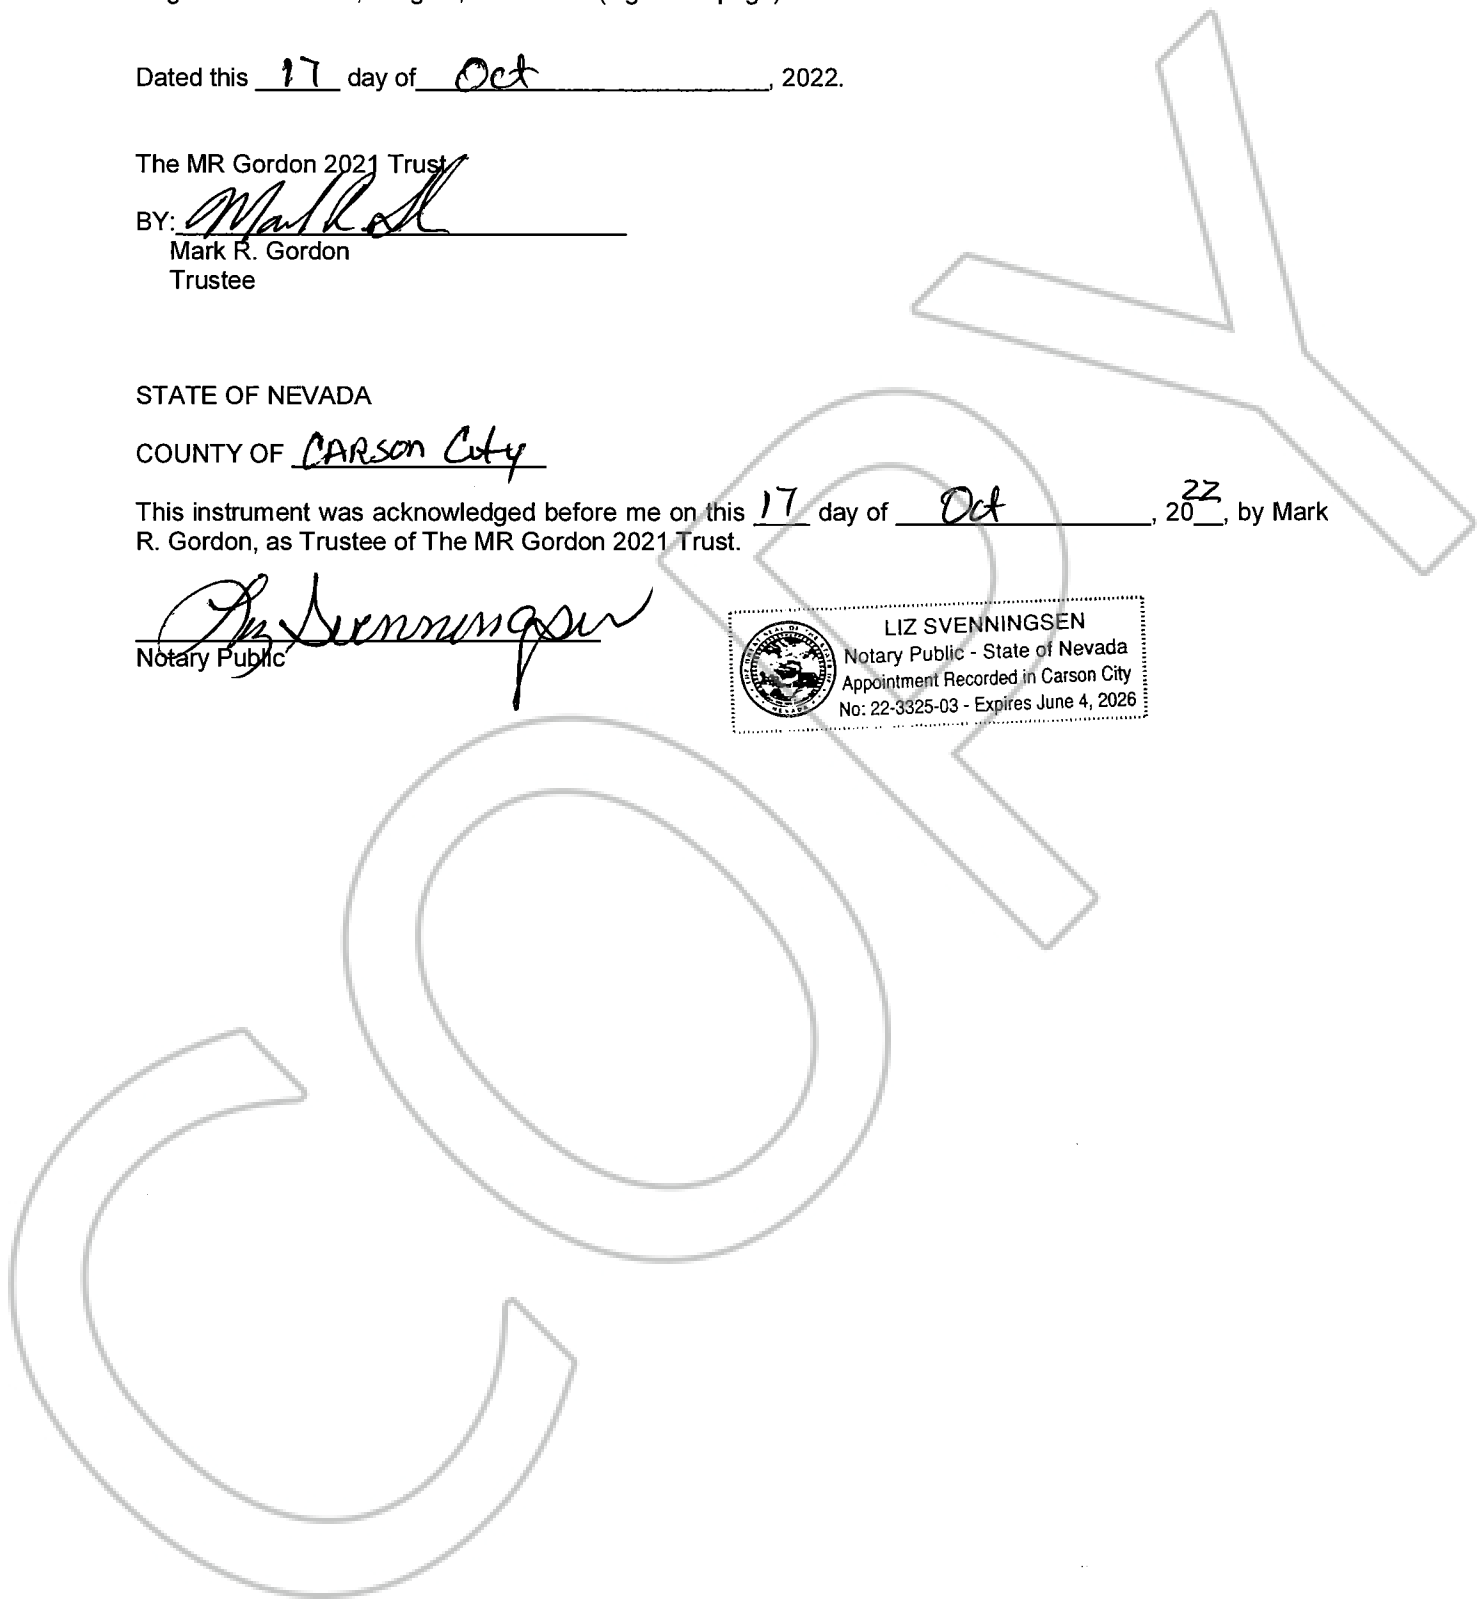 Dated this 17 day of Oct, 2022.
The MR Gordon 2021 Trust
BY: Mark R. G
Mark R. Gordon
Trustee
STATE OF NEVADA
COUNTY OF CARSON City
This instrument was acknowledged before me on this 17 day of Oct, 2022, by Mark
R. Gordon, as Trustee of The MR Gordon 2021 Trust.
Liz Svenningsen
Notary Public
LIZ SVENNINGSEN
Notary Public - State of Nevada
Appointment Recorded in Carson City
No: 22-3325-03 - Expires June 4, 2026
COPY